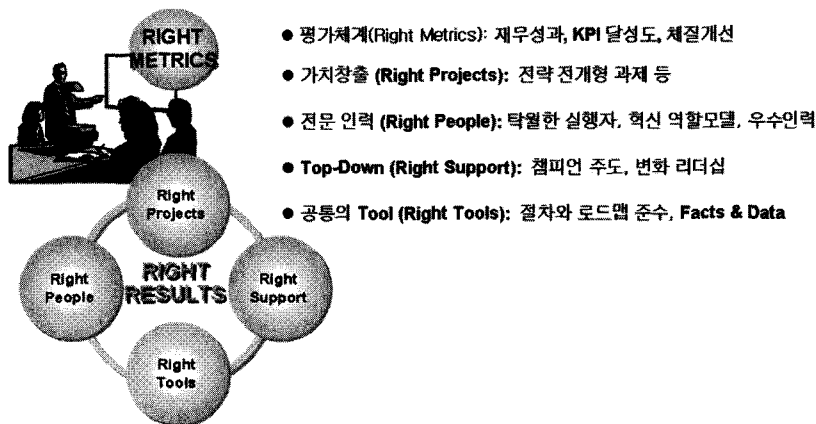 RIGHT
METRICS
● 평가체계(Right Metrics): 재무성과, KPI 달성도, 체질개선
● 가치창출 (Right Projects): 전략 전개형 과제 등
● 전문 인력 (Right People): 탁월한 실행자, 혁신 역할모델, 우수인력
● Top-Down (Right Support): 챔피언 주도, 변화 리더십
● 공통의 Tool (Right Tools): 절차와 로드맵 준수, Facts & Data
Right
Projects
Right
People
RIGHT
RESULTS
Right
Support
Right
Tools